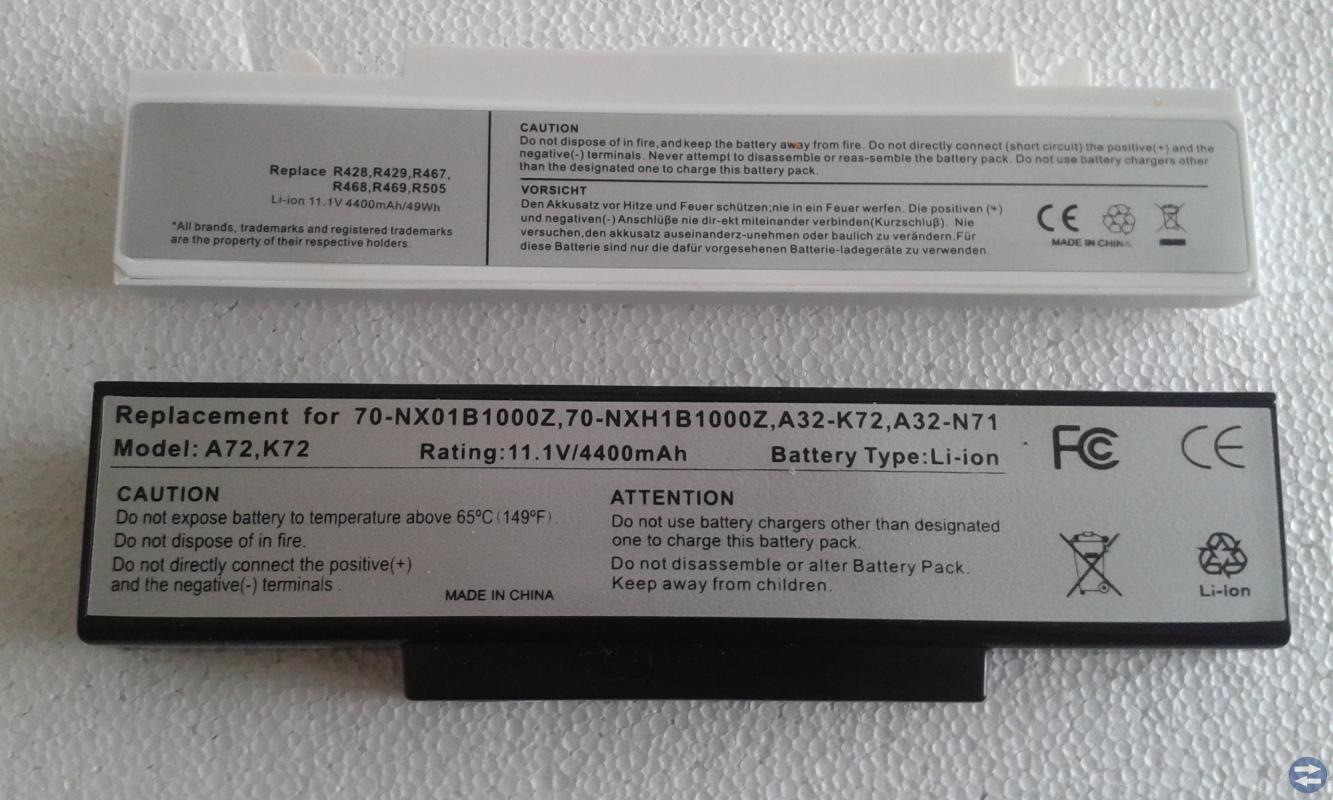 Replace R428,R429,R467,
R468,R469,R505
Li-ion 11.1V 4400mAh/49Wh
*All brands, trademarks and registered trademarks
are the property of their respective holders.
CAUTION
Do not dispose of in fire,and keep the battery away from fire. Do not directly connect (short circuit) the positive(+) and the
negative(-) terminals. Never attempt to disassemble or reas-semble the battery pack. Do not use battery chargers other
than the designated one to charge this battery pack.
VORSICHT
Den Akkusatz vor Hitze und Feuer schützen;nie in ein Feuer werfen. Die positiven (+)
und negativen(-) Anschlüße nie dir-ekt miteinander verbinden(Kurzschluß). Nie
versuchen,den akkusatz auseinanderz-unehmen oder baulich zu verändern.Für
diese Batterie sind nur die dafür vorgesehenen Batterie-ladegeräte zu verwenden
CE
MADE IN CHINA
Replacement for 70-NX01B1000Z,70-NXH1B1000Z,A32-K72,A32-N71
Model: A72,K72 Rating:11.1V/4400mAh Battery Type:Li-ion
FC CE
CAUTION
Do not expose battery to temperature above 65ºC(149ºF).
Do not dispose of in fire.
Do not directly connect the positive(+)
and the negative(-) terminals .
MADE IN CHINA
ATTENTION
Do not use battery chargers other than designated
one to charge this battery pack.
Do not disassemble or alter Battery Pack.
Keep away from children.
Li-Ion